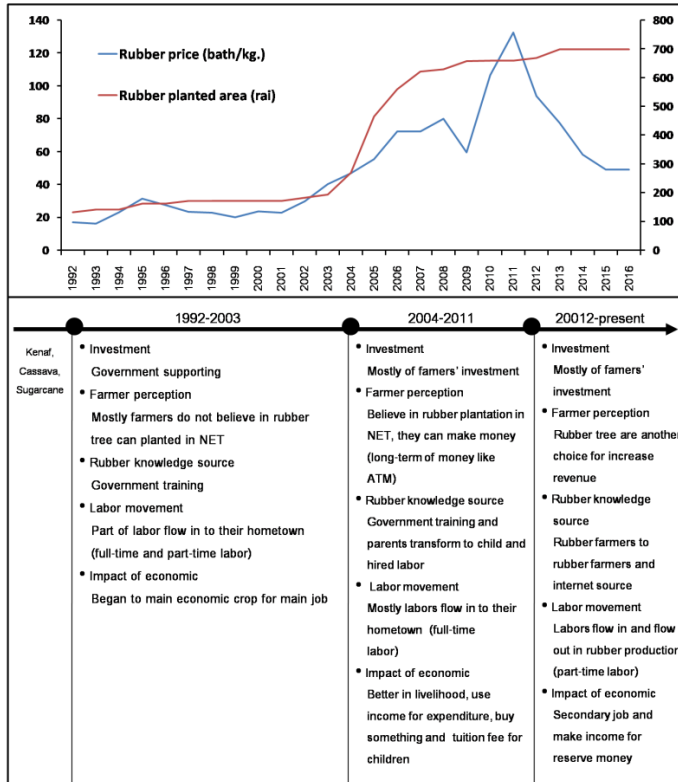 140
120
100
80
60
40
20
0
800
700
600
500
400
300
200
100
0
Rubber price (bath/kg.)
Rubber planted area (rai)
1992
1993
1994
1995
1996
1997
1998
1999
2000
2001
2002
2003
2004
2005
2006
2007
2008
2009
2010
2011
2012
2013
2014
2015
2016
1992-2003
2004-2011
20012-present
Kenaf,
Cassava,
Sugarcane
• Investment
Government supporting
• Farmer perception
Mostly farmers do not believe in rubber
tree can planted in NET
• Rubber knowledge source
Government training
• Labor movement
Part of labor flow in to their hometown
(full-time and part-time labor)
• Impact of economic
Began to main economic crop for main job
• Investment
Mostly of famers' investment
• Farmer perception
Believe in rubber plantation in
NET, they can make money
(long-term of money like
ATM)
• Rubber knowledge source
Government training and
parents transform to child and
hired labor
• Labor movement
Mostly labors flow in to their
hometown (full-time
labor)
• Impact of economic
Better in livelihood, use
income for expenditure, buy
something and tuition fee for
children
• Investment
Mostly of famers'
investment
• Farmer perception
Rubber tree are another
choice for increase
revenue
• Rubber knowledge
source
Rubber farmers to
rubber farmers and
internet source
• Labor movement
Labors flow in and flow
out in rubber production
(part-time labor)
• Impact of economic
Secondary job and
make income for
reserve money